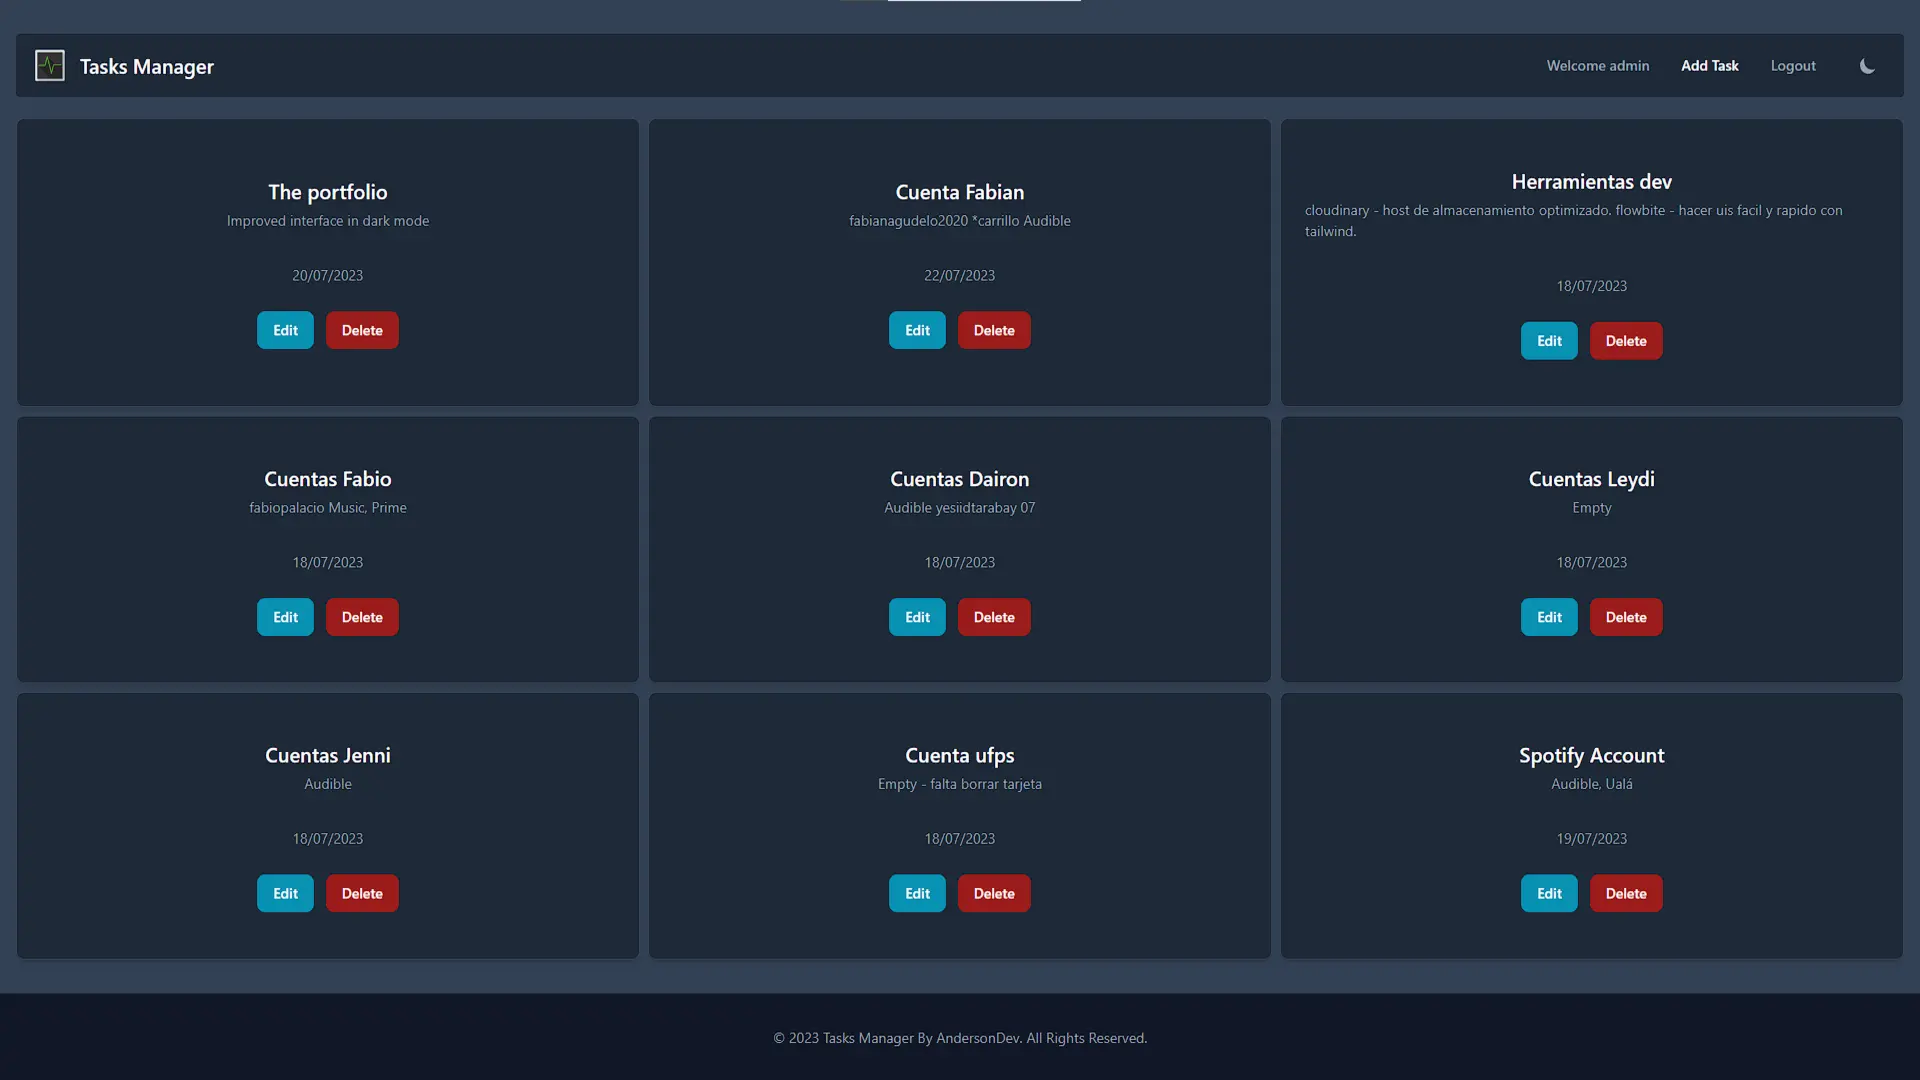 Tasks Manager
Welcome admin
Add Task
Logout
The portfolio
Improved interface in dark mode
20/07/2023
Edit
Delete
Cuenta Fabian
fabianagudelo2020 *carrillo Audible
22/07/2023
Edit
Delete
Herramientas dev
cloudinary - host de almacenamiento optimizado. flowbite - hacer uis facil y rapido con
tailwind.
18/07/2023
Edit
Delete
Cuentas Fabio
fabiopalacio Music, Prime
18/07/2023
Edit
Delete
Cuentas Dairon
Audible yesiidtarabay 07
18/07/2023
Edit
Delete
Cuentas Leydi
Empty
18/07/2023
Edit
Delete
Cuentas Jenni
Audible
18/07/2023
Edit
Delete
Cuenta ufps
Empty - falta borrar tarjeta
18/07/2023
Edit
Delete
Spotify Account
Audible, Ualá
19/07/2023
Edit
Delete
© 2023 Tasks Manager By AndersonDev. All Rights Reserved.